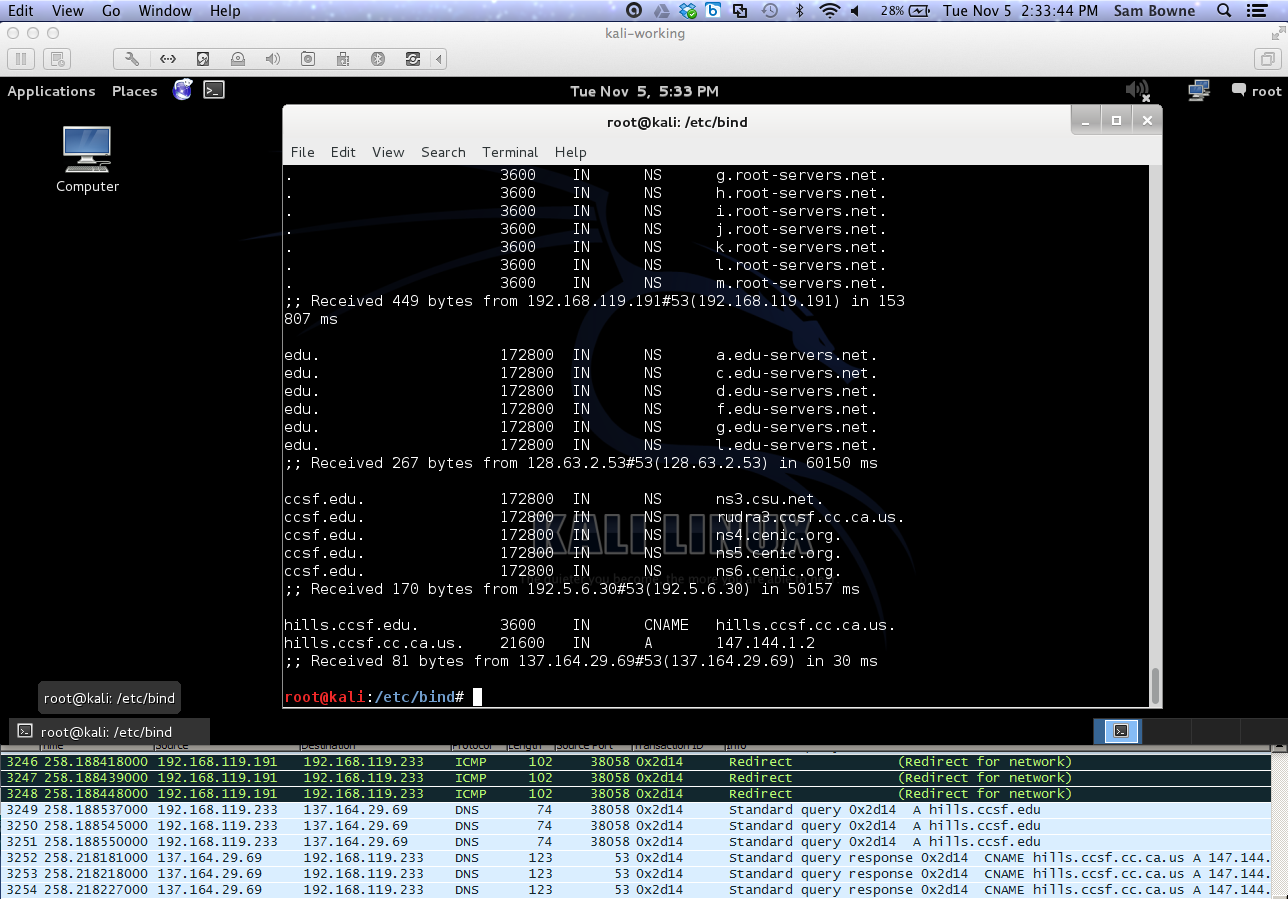 Edit View Go Window Help 28% Tue Nov 5 2:33:44 PM Sam Bowne
kali-working
Applications Places Tue Nov 5, 5:33 PM root
root@kali: /etc/bind
File Edit View Search Terminal Help
Computer
. 3600 IN NS g.root-servers.net.
. 3600 IN NS h.root-servers.net.
. 3600 IN NS i.root-servers.net.
. 3600 IN NS j.root-servers.net.
. 3600 IN NS k.root-servers.net.
. 3600 IN NS l.root-servers.net.
. 3600 IN NS m.root-servers.net.
;; Received 449 bytes from 192.168.119.191#53(192.168.119.191) in 153
807 ms
edu. 172800 IN NS a.edu-servers.net.
edu. 172800 IN NS c.edu-servers.net.
edu. 172800 IN NS d.edu-servers.net.
edu. 172800 IN NS f.edu-servers.net.
edu. 172800 IN NS g.edu-servers.net.
edu. 172800 IN NS l.edu-servers.net.
;; Received 267 bytes from 128.63.2.53#53(128.63.2.53) in 60150 ms
ccsf.edu. 172800 IN NS ns3.csu.net.
ccsf.edu. 172800 IN NS rudra3.ccsf.cc.ca.us.
ccsf.edu. 172800 IN NS ns4.cenic.org.
ccsf.edu. 172800 IN NS ns5.cenic.org.
ccsf.edu. 172800 IN NS ns6.cenic.org.
KALI LINUX
;; Received 170 bytes from 192.5.6.30#53(192.5.6.30) in 50157 ms
hills.ccsf.edu. 3600 IN CNAME hills.ccsf.cc.ca.us.
hills.ccsf.cc.ca.us. 21600 IN A 147.144.1.2
;; Received 81 bytes from 137.164.29.69#53(137.164.29.69) in 30 ms
root@kali:/etc/bind#
root@kali: /etc/bind
root@kali: /etc/bind
Time Source Destination Protocol Length Source Port Transaction ID Info
3246 258.188418000 192.168.119.191 192.168.119.233 ICMP 102 38058 0x2d14 Redirect (Redirect for network)
3247 258.188439000 192.168.119.191 192.168.119.233 ICMP 102 38058 0x2d14 Redirect (Redirect for network)
3248 258.188448000 192.168.119.191 192.168.119.233 ICMP 102 38058 0x2d14 Redirect (Redirect for network)
3249 258.188537000 192.168.119.233 137.164.29.69 DNS 74 38058 0x2d14 Standard query 0x2d14 A hills.ccsf.edu
3250 258.188545000 192.168.119.233 137.164.29.69 DNS 74 38058 0x2d14 Standard query 0x2d14 A hills.ccsf.edu
3251 258.188550000 192.168.119.233 137.164.29.69 DNS 74 38058 0x2d14 Standard query 0x2d14 A hills.ccsf.edu
3252 258.218181000 137.164.29.69 192.168.119.233 DNS 123 53 0x2d14 Standard query response 0x2d14 CNAME hills.ccsf.cc.ca.us A 147.144.
3253 258.218218000 137.164.29.69 192.168.119.233 DNS 123 53 0x2d14 Standard query response 0x2d14 CNAME hills.ccsf.cc.ca.us A 147.144.
3254 258.218227000 137.164.29.69 192.168.119.233 DNS 123 53 0x2d14 Standard query response 0x2d14 CNAME hills.ccsf.cc.ca.us A 147.144.